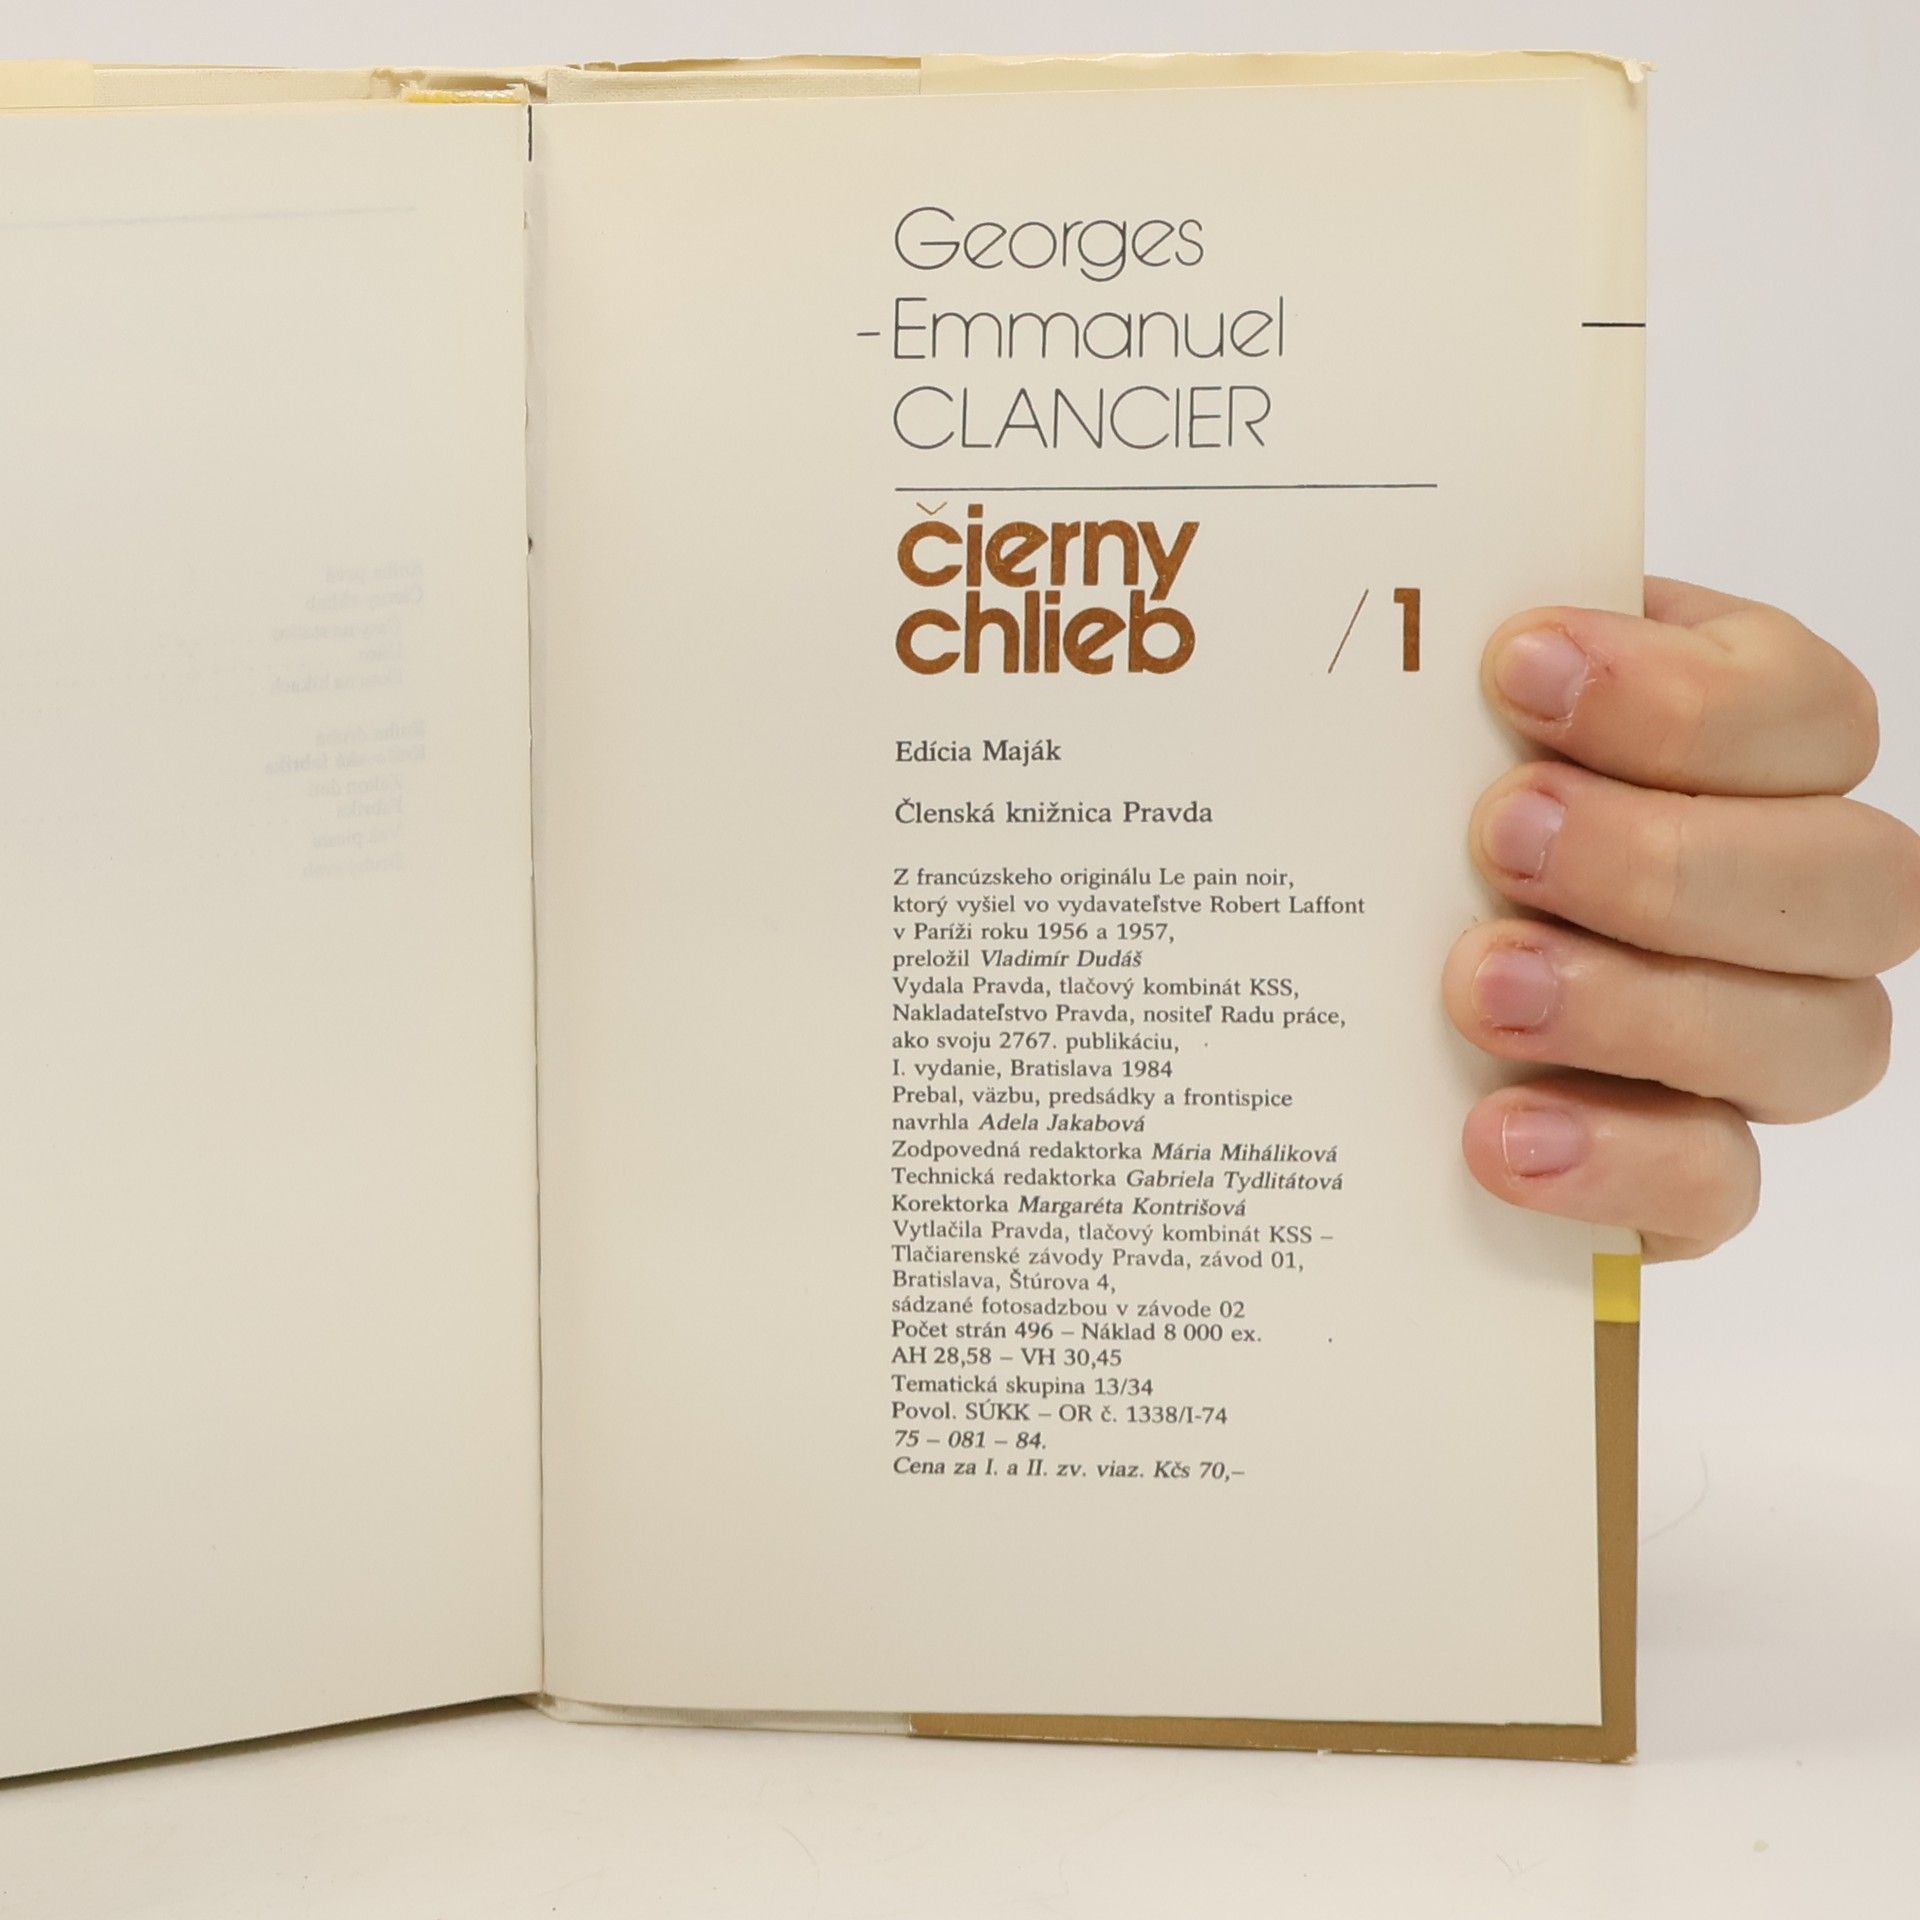 Georges
-Emmanuel
CLANCIER
čierny
chlieb /1
Edícia Maják
Členská knižnica Pravda
Z francúzskeho originálu Le pain noir,
ktorý vyšiel vo vydavateľstve Robert Laffont
v Paríži roku 1956 a 1957,
preložil Vladimír Dudáš
Vydala Pravda, tlačový kombinát KSS,
Nakladateľstvo Pravda, nositeľ Radu práce,
ako svoju 2767. publikáciu,
I. vydanie, Bratislava 1984
Prebal, väzbu, predsádky a frontispice
navrhla Adela Jakabová
Zodpovedná redaktorka Mária Miháliková
Technická redaktorka Gabriela Tydlitátová
Korektorka Margaréta Kontrišová
Vytlačila Pravda, tlačový kombinát KSS –
Tlačiarenské závody Pravda, závod 01,
Bratislava, Štúrova 4,
sádzané fotosadzbou v závode 02
Počet strán 496 – Náklad 8 000 ex.
AH 28,58 – VH 30,45
Tematická skupina 13/34
Povol. SÚKK – OR č. 1338/I-74
75 – 081 – 84.
Cena za I. a II. zv. viaz. Kčs 70,–